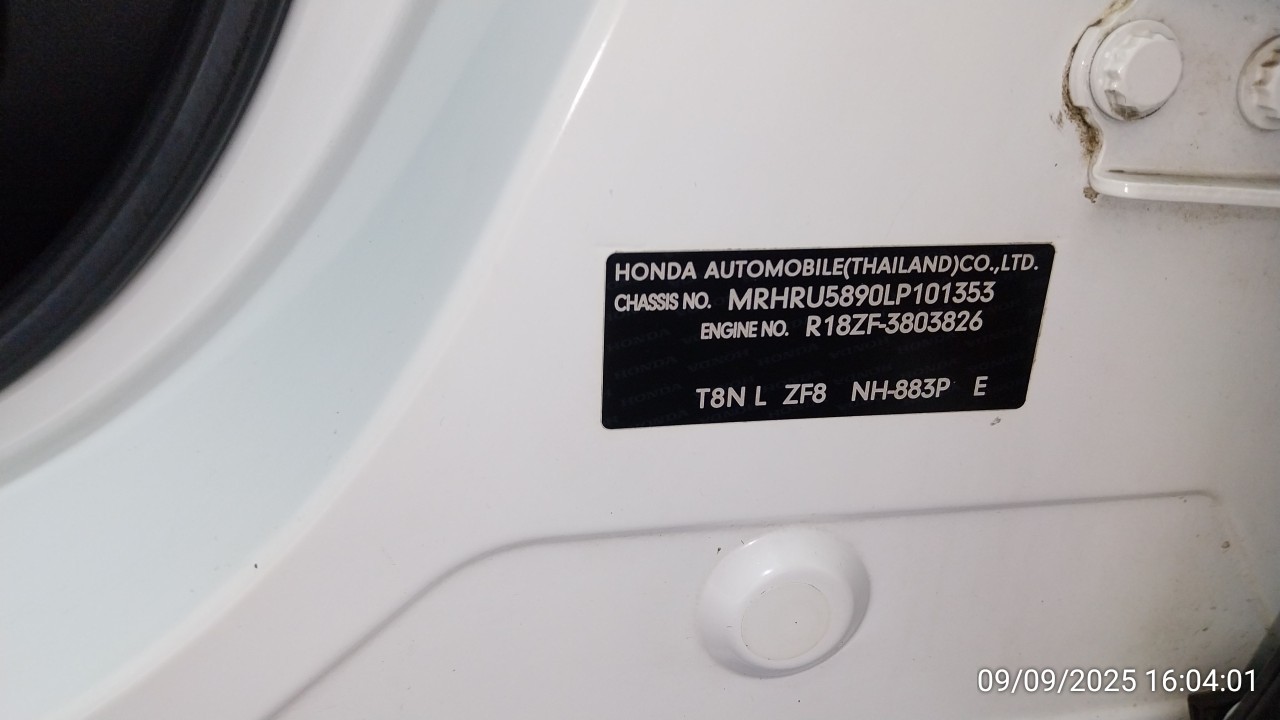 HONDA AUTOMOBILE(THAILAND)CO.,LTD.
CHASSIS NO. MRHRU5890LP101353
ENGINE NO. R18ZF-3803826
T8N L ZF8 NH-883P E
09/09/2025 16:04:01